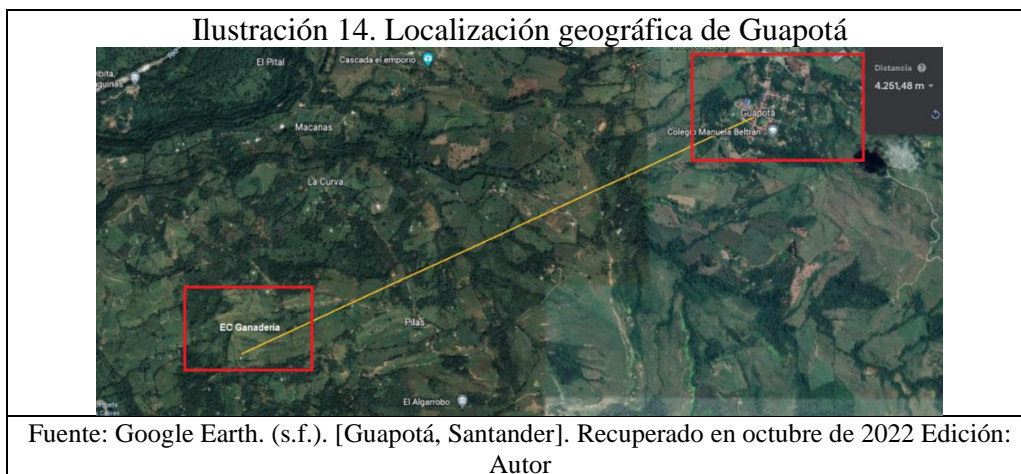 Ilustración 14. Localización geográfica de Guapotá
El Pital
Cascada el emporio
Distancia
4.251,48 m
Guapotá
Colegio Manuela Beltrán
Macanas
La Curva
EC Ganadería
Pilas
El Algarrobo
Fuente: Google Earth. (s.f.). [Guapotá, Santander]. Recuperado en octubre de 2022 Edición:
Autor